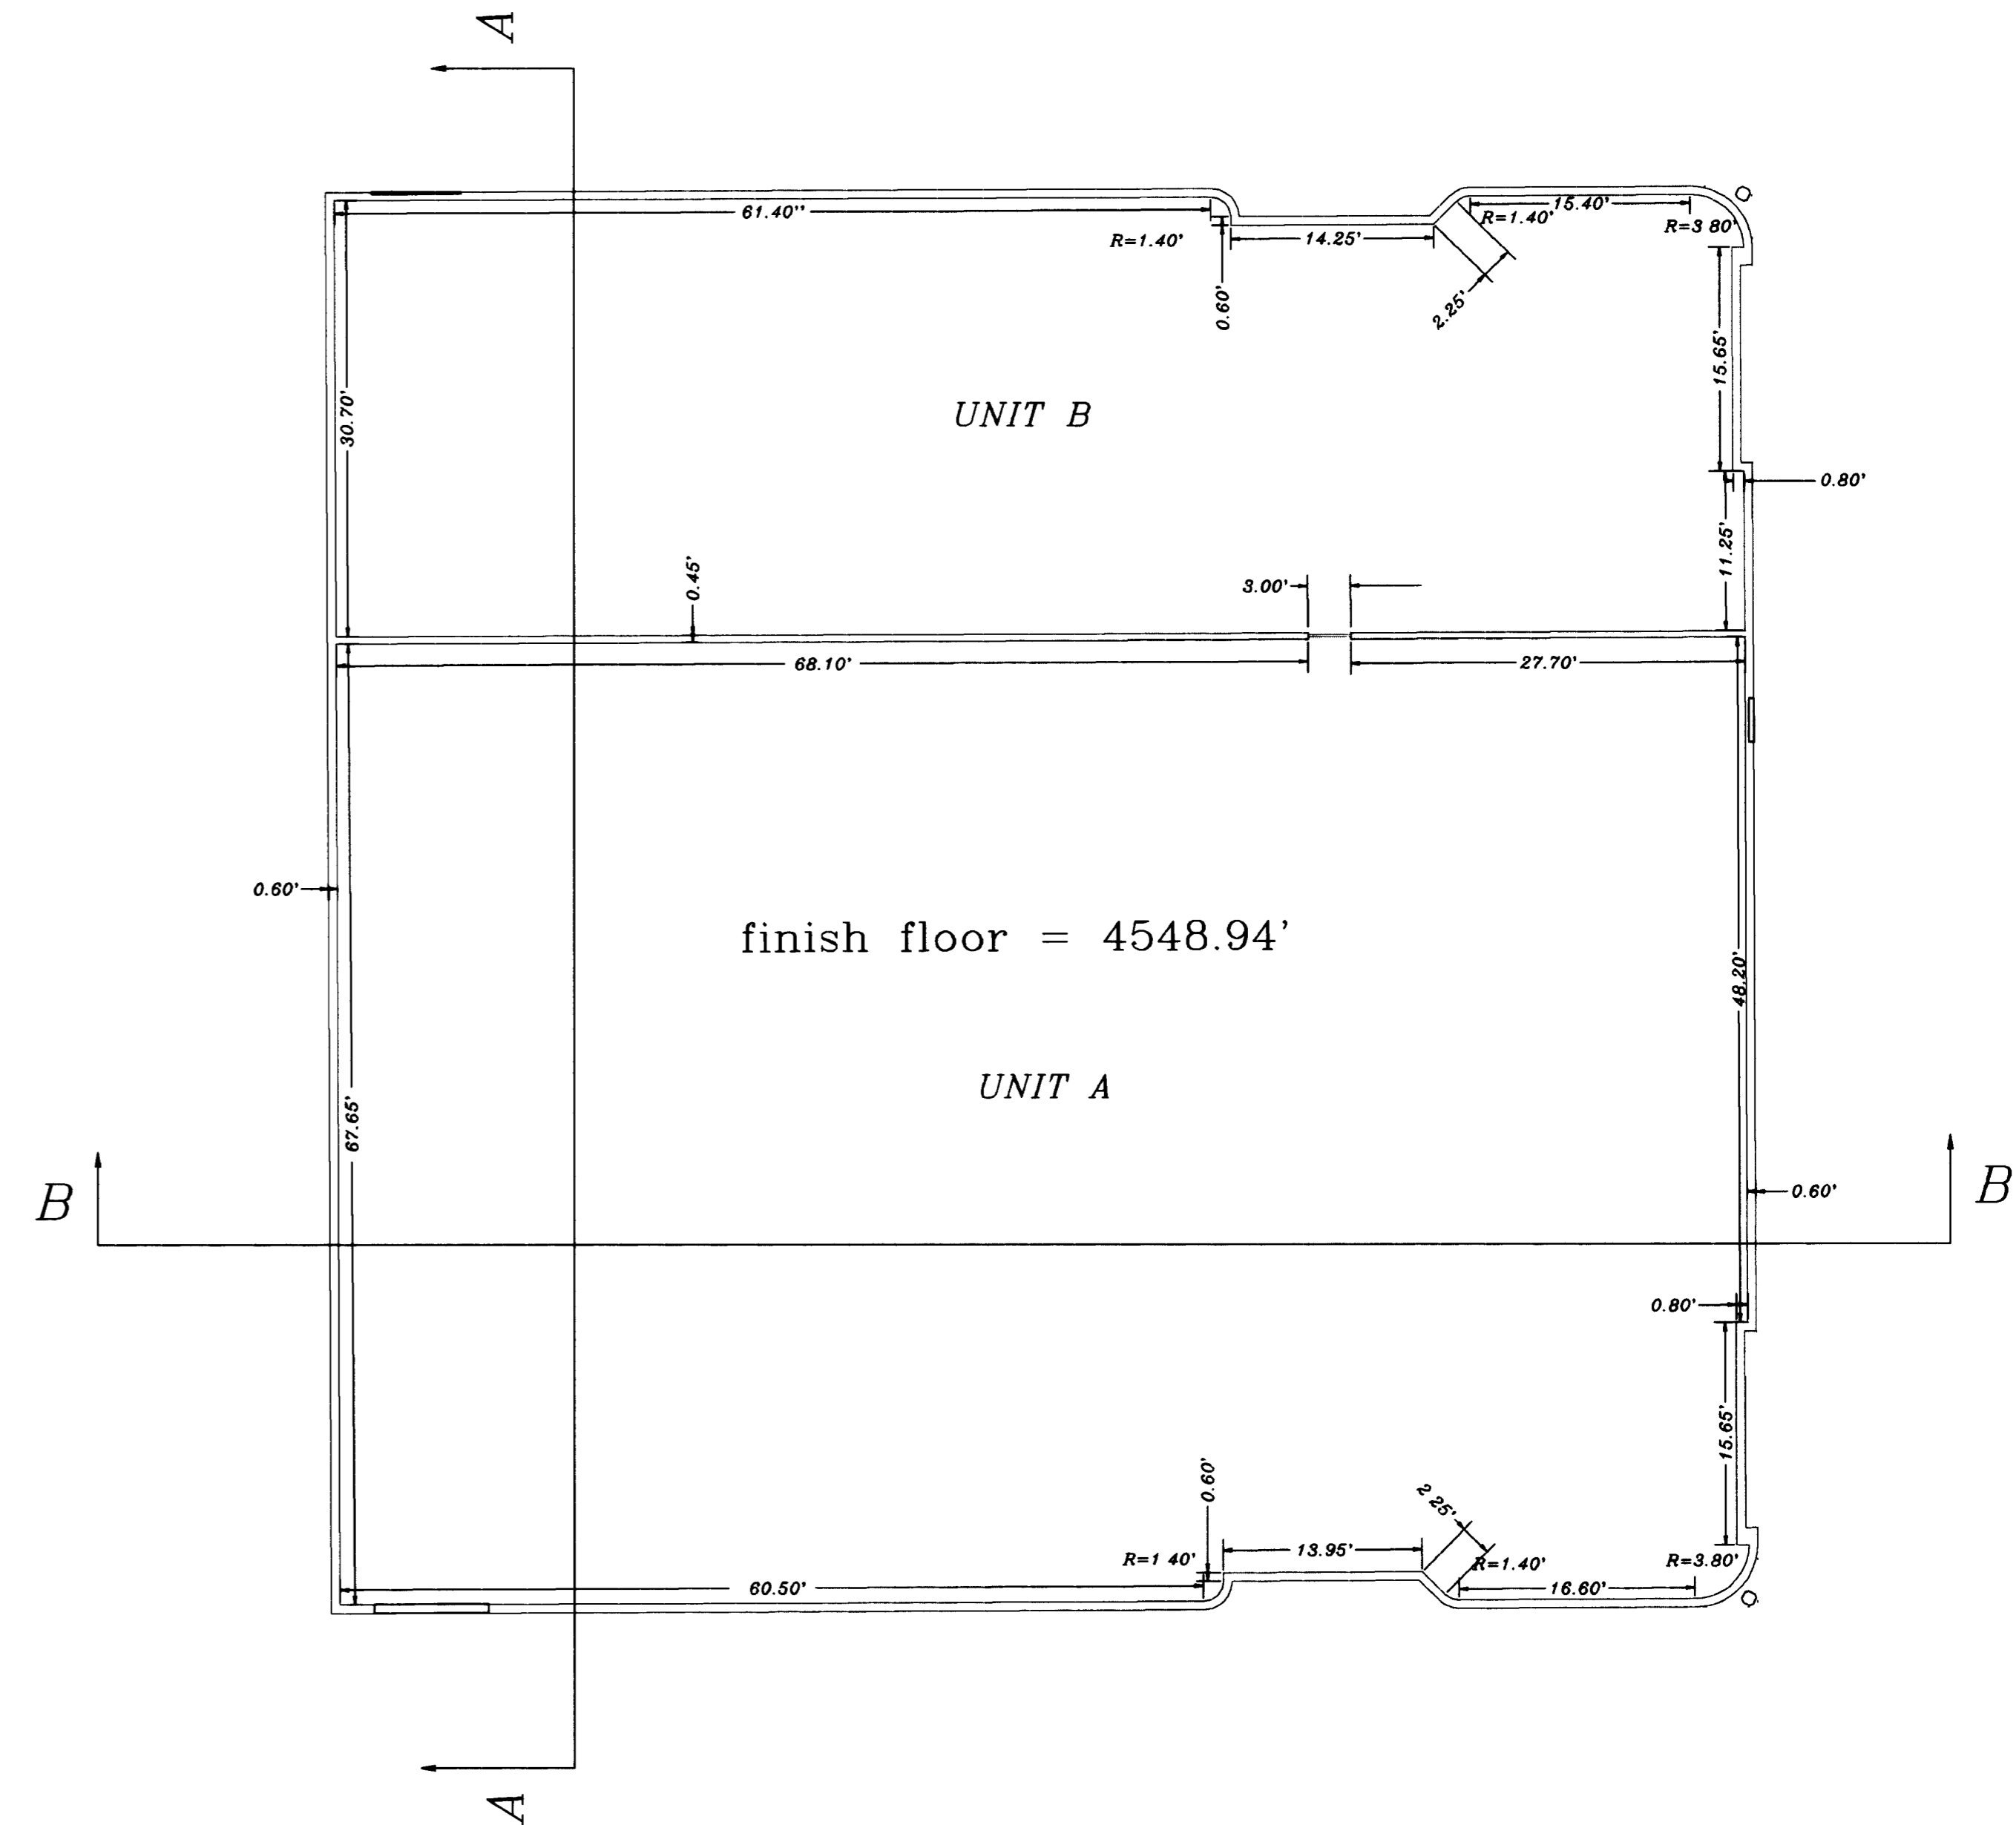 A
61.40''
R=1.40'
0.60'
14.25'
R=1.40'
15.40'
R=3 80'
2.25'
15.65'
30.70'
UNIT B
0.80'
11.25'
0.45'
3.00'
68.10'
27.70'
0.60'
finish floor = 4548.94'
48.20'
UNIT A
67.65'
B
B
0.60'
0.80'
15.65'
0.60'
2 25'
R=1 40'
13.95'
R=1.40'
R=3.80'
60.50'
16.60'
A